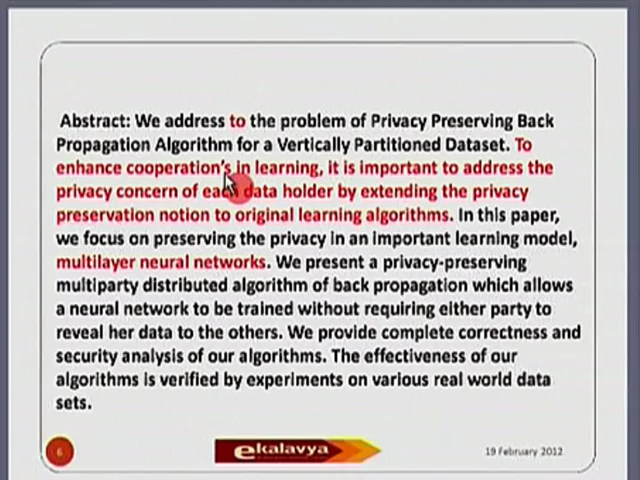 Abstract: We address to the problem of Privacy Preserving Back
Propagation Algorithm for a Vertically Partitioned Dataset. To
enhance cooperation's in learning, it is important to address the
privacy concern of each data holder by extending the privacy
preservation notion to original learning algorithms. In this paper,
we focus on preserving the privacy in an important learning model,
multilayer neural networks. We present a privacy-preserving
multiparty distributed algorithm of back propagation which allows
a neural network to be trained without requiring either party to
reveal her data to the others. We provide complete correctness and
security analysis of our algorithms. The effectiveness of our
algorithms is verified by experiments on various real world data
sets.
6
ekalavya
19 February 2012